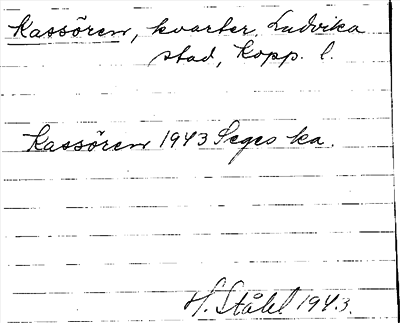 Kassören, kvarter, Ludvika
stad, Kopp. l.
Kassören 1943 Seges ka.
H. Ståhl 1943.